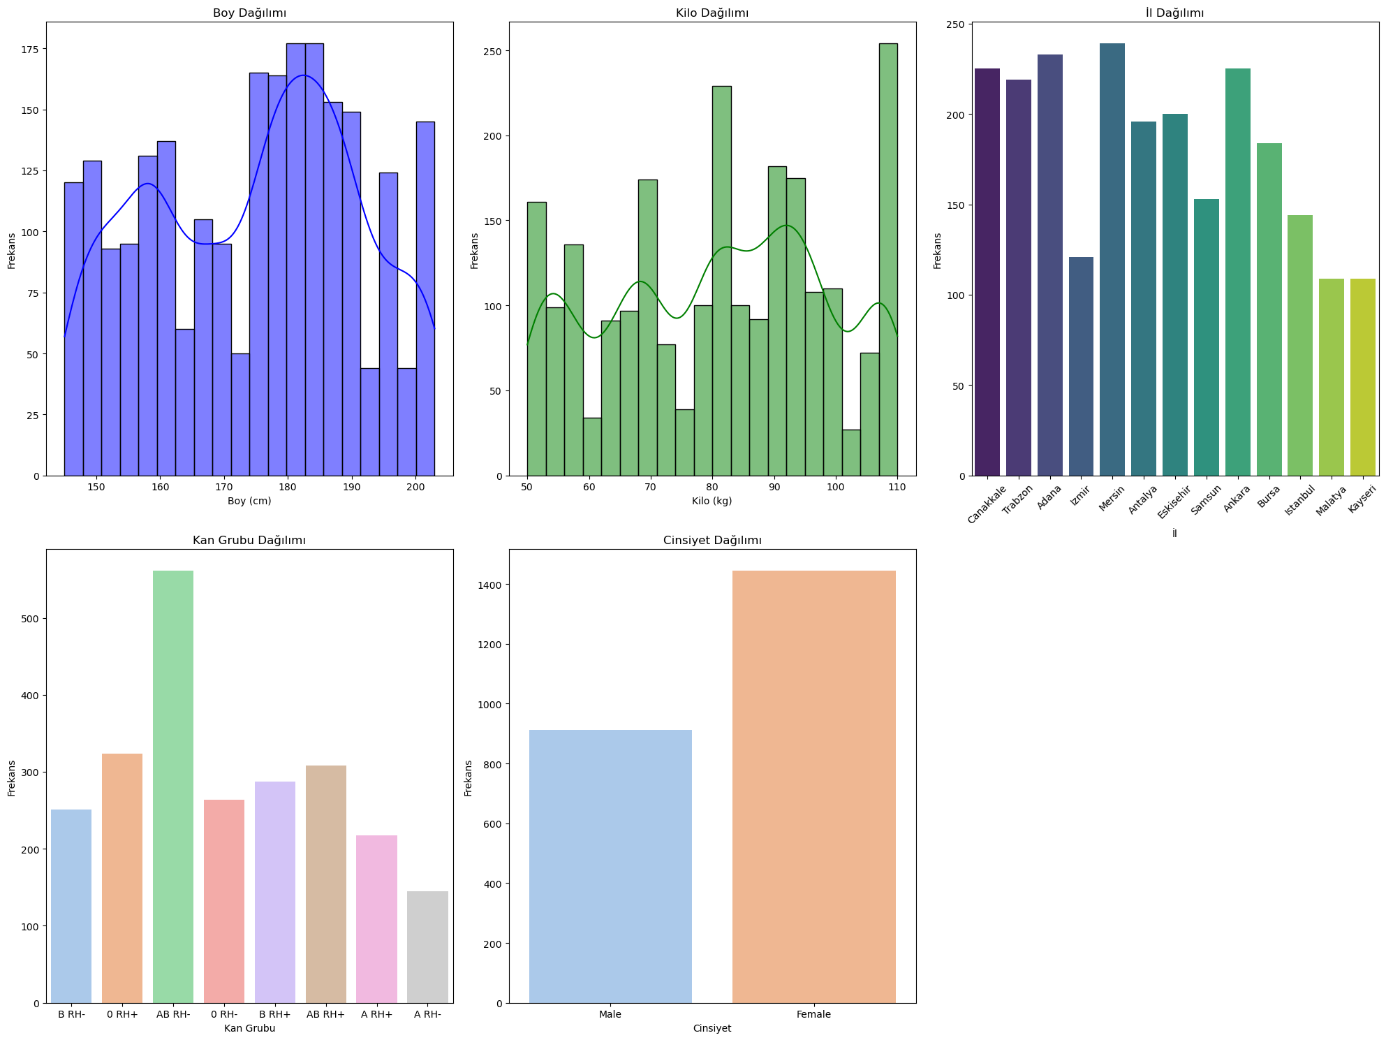 Boy Dağılımı
Frekans
175
150
125
100
75
50
25
0
150 160 170 180 190 200
Boy (cm)
Kilo Dağılımı
Frekans
250
200
150
100
50
0
50 60 70 80 90 100 110
Kilo (kg)
İl Dağılımı
Frekans
250
200
150
100
50
0
Canakkale Trabzon Adana Izmir Mersin Antalya Eskisehir Samsun Ankara Bursa Istanbul Malatya Kayseri
İl
Kan Grubu Dağılımı
Frekans
500
400
300
200
100
0
B RH- 0 RH+ AB RH- 0 RH- B RH+ AB RH+ A RH+ A RH-
Kan Grubu
Cinsiyet Dağılımı
Frekans
1400
1200
1000
800
600
400
200
0
Male Female
Cinsiyet